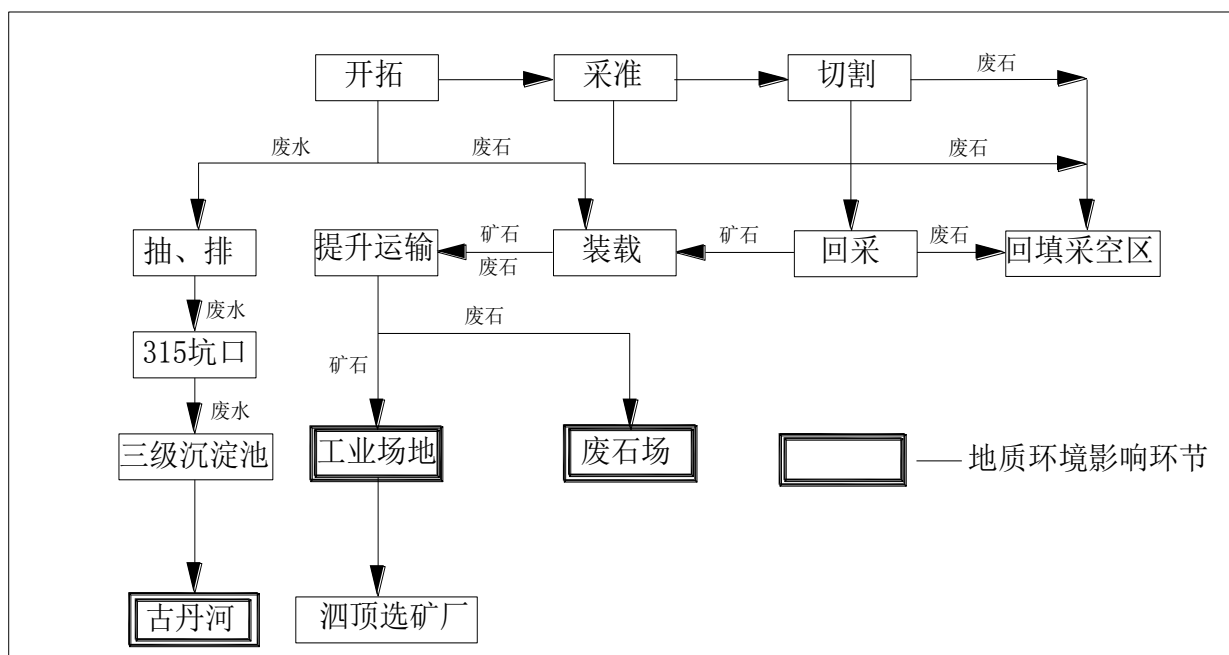 开拓
采准
切割
废石
废水
废石
废石
抽、排
提升运输
矿石
废石
装载
矿石
回采
废石
回填采空区
废水
315坑口
矿石
废石
废水
三级沉淀池
工业场地
废石场
地质环境影响环节
古丹河
泗顶选矿厂